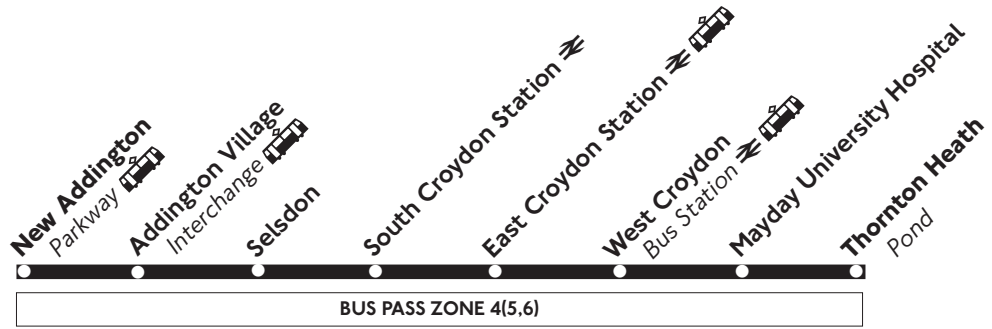 New Addington
Parkway
Addington Village
Interchange
Selsdon
South Croydon Station
East Croydon Station
West Croydon
Bus Station
Mayday University Hospital
Thornton Heath
Pond
BUS PASS ZONE 4(5,6)